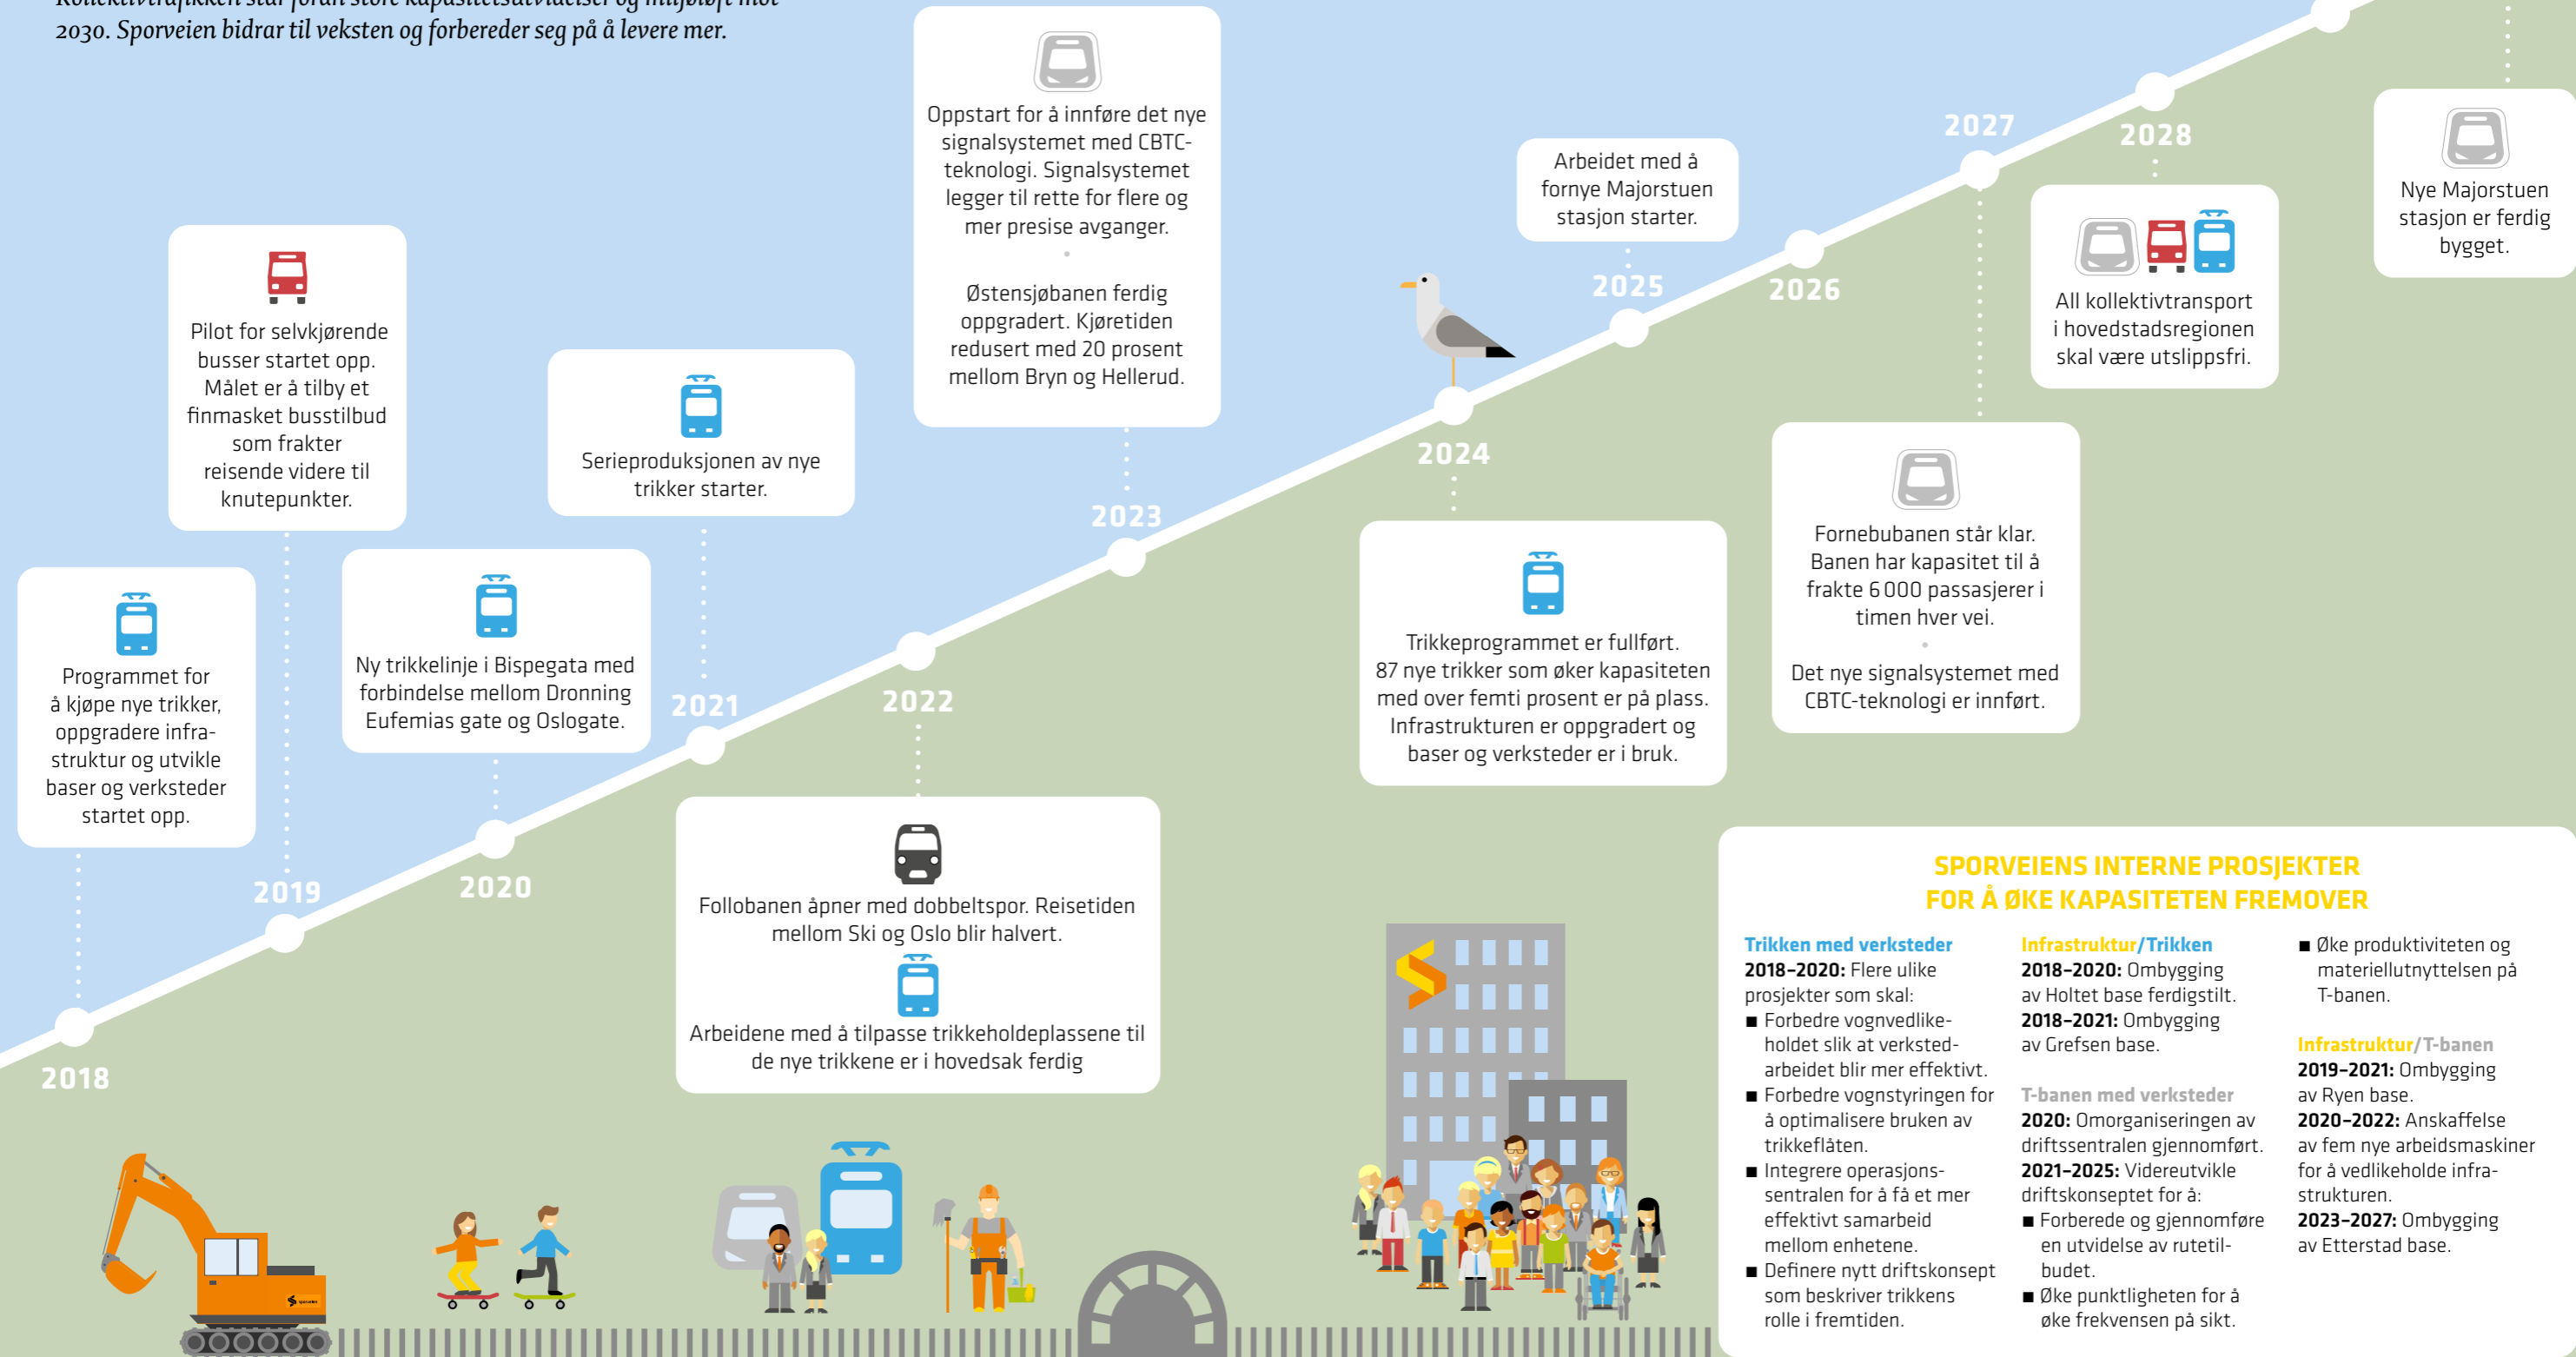 Kollektivtrafikken står foran store kapasitetsutvidelser og miljøløft mot
2030. Sporveien bidrar til veksten og forbereder seg på å levere mer.
Programmet for
å kjøpe nye trikker,
oppgradere infra-
struktur og utvikle
baser og verksteder
startet opp.
2018
Pilot for selvkjørende
busser startet opp.
Målet er å tilby et
finmasket busstilbud
som frakter
reisende videre til
knutepunkter.
2019
Ny trikkelinje i Bispegata med
forbindelse mellom Dronning
Eufemias gate og Oslogate.
2020
Serieproduksjonen av nye
trikker starter.
2021
2022
Follobanen åpner med dobbeltspor. Reisetiden
mellom Ski og Oslo blir halvert.
Arbeidene med å tilpasse trikkeholdeplassene til
de nye trikkene er i hovedsak ferdig
Oppstart for å innføre det nye
signalsystemet med CBTC-
teknologi. Signalsystemet
legger til rette for flere og
mer presise avganger.
Østensjøbanen ferdig
oppgradert. Kjøretiden
redusert med 20 prosent
mellom Bryn og Hellerud.
2023
2024
Trikkeprogrammet er fullført.
87 nye trikker som øker kapasiteten
med over femti prosent er på plass.
Infrastrukturen er oppgradert og
baser og verksteder er i bruk.
Arbeidet med å
fornye Majorstuen
stasjon starter.
2025
2026
2027
Fornebubanen står klar.
Banen har kapasitet til å
frakte 6 000 passasjerer i
timen hver vei.
Det nye signalsystemet med
CBTC-teknologi er innført.
2028
All kollektivtransport
i hovedstadsregionen
skal være utslippsfri.
Nye Majorstuen
stasjon er ferdig
bygget.
SPORVEIENS INTERNE PROSJEKTER
FOR Å ØKE KAPASITETEN FREMOVER
Trikken med verksteder
2018–2020: Flere ulike
prosjekter som skal:
■ Forbedre vognvedlike-
holdet slik at verksted-
arbeidet blir mer effektivt.
■ Forbedre vognstyringen for
å optimalisere bruken av
trikkeflåten.
■ Integrere operasjons-
sentralen for å få et mer
effektivt samarbeid
mellom enhetene.
■ Definere nytt driftskonsept
som beskriver trikkens
rolle i fremtiden.
Infrastruktur/Trikken
2018–2020: Ombygging
av Holtet base ferdigstilt.
2018–2021: Ombygging
av Grefsen base.
T-banen med verksteder
2020: Omorganiseringen av
driftssentralen gjennomført.
2021–2025: Videreutvikle
driftskonseptet for å:
■ Forberede og gjennomføre
en utvidelse av rutetil-
budet.
■ Øke punktligheten for å
øke frekvensen på sikt.
■ Øke produktiviteten og
materiellutnyttelsen på
T-banen.
Infrastruktur/T-banen
2019–2021: Ombygging
av Ryen base.
2020–2022: Anskaffelse
av fem nye arbeidsmaskiner
for å vedlikeholde infra-
strukturen.
2023–2027: Ombygging
av Etterstad base.